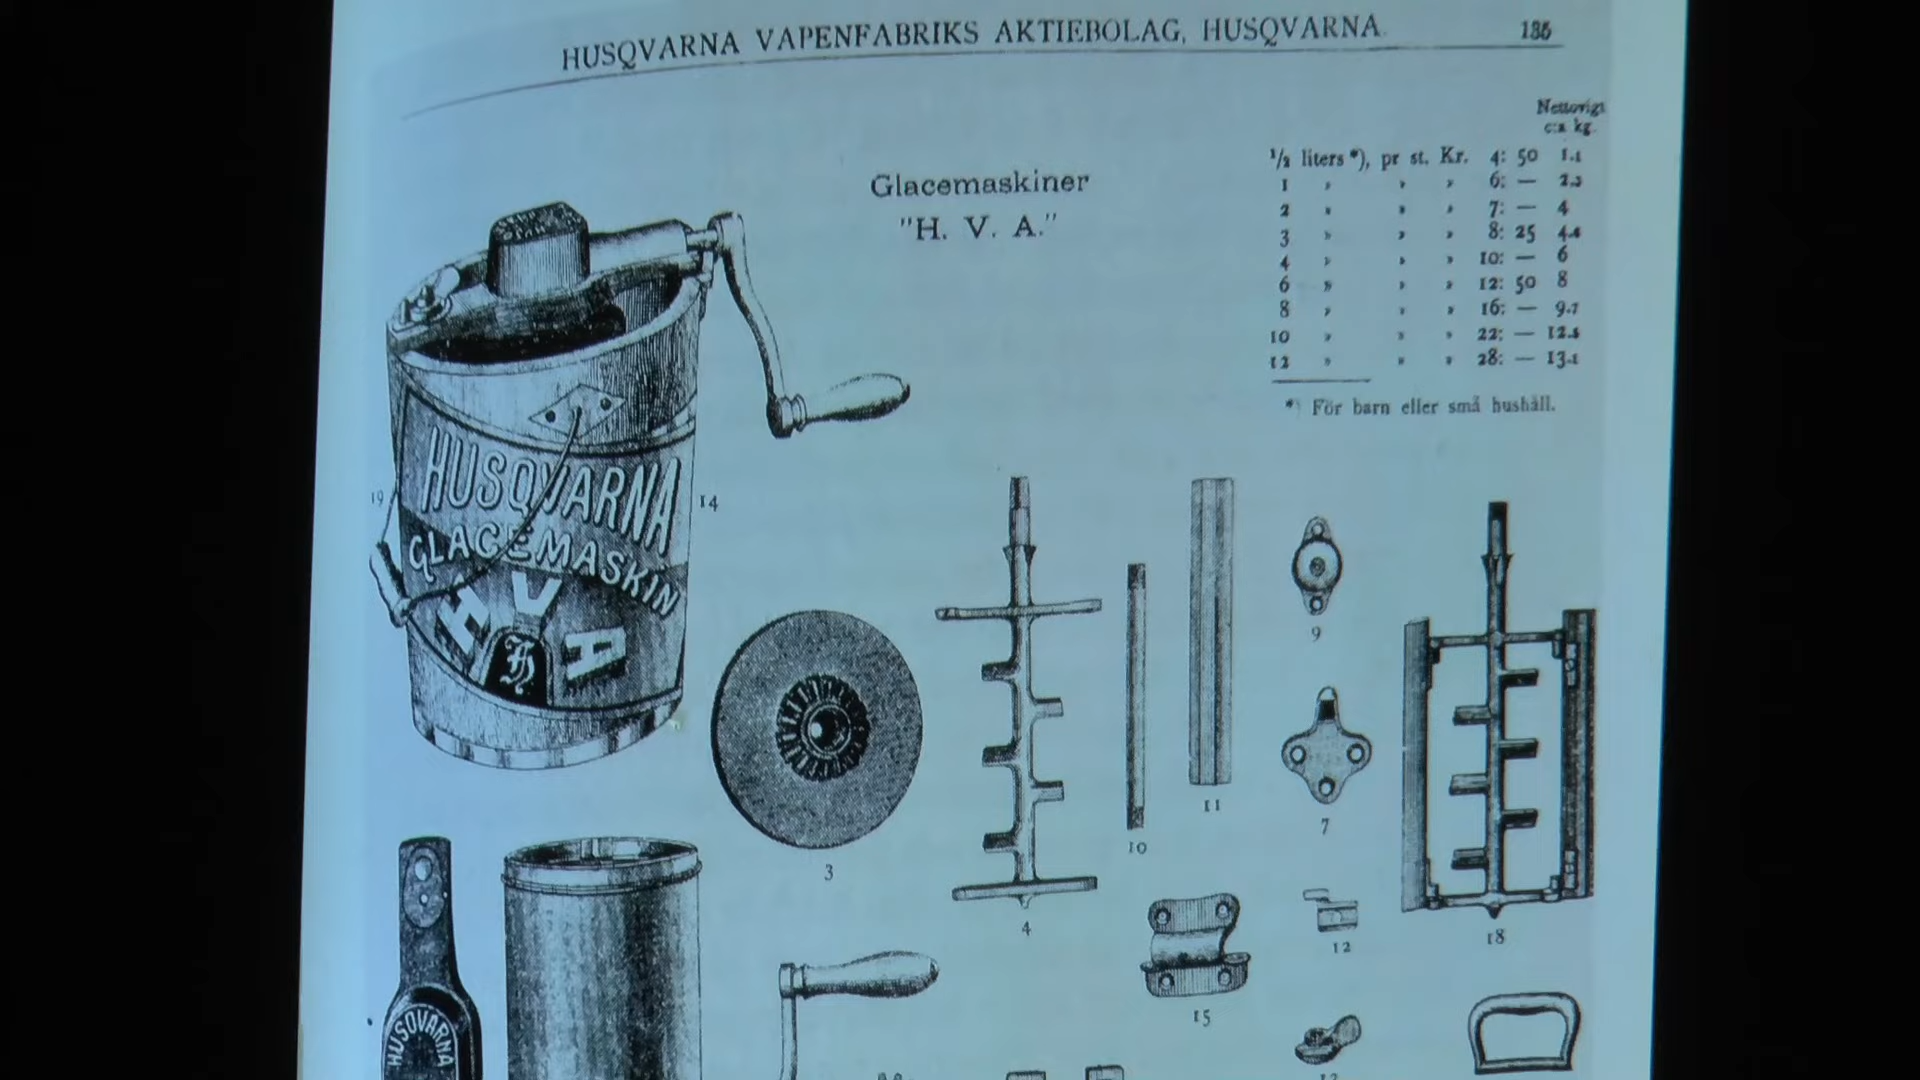 HUSQVARNA VAPENFABRIKS AKTIEBOLAG, HUSQVARNA. 135
Glacemaskiner
"H. V. A."
Nettovigt
c:a kg.
1/2 liters *), pr st. Kr. 4: 50 1.1
1 » » » 6: — 2.3
2 » » » 7: — 4
3 » » » 8: 25 4.4
4 » » » 10: — 6
6 » » » 12: 50 8
8 » » » 16: — 9.7
10 » » » 22: — 12.5
12 » » » 28: — 13.1
*) För barn eller små hushåll.
HUSQVARNA
GLACEMASKIN
H V A
19
14
3
4
10
11
9
7
18
12
15
HUSQVARNA